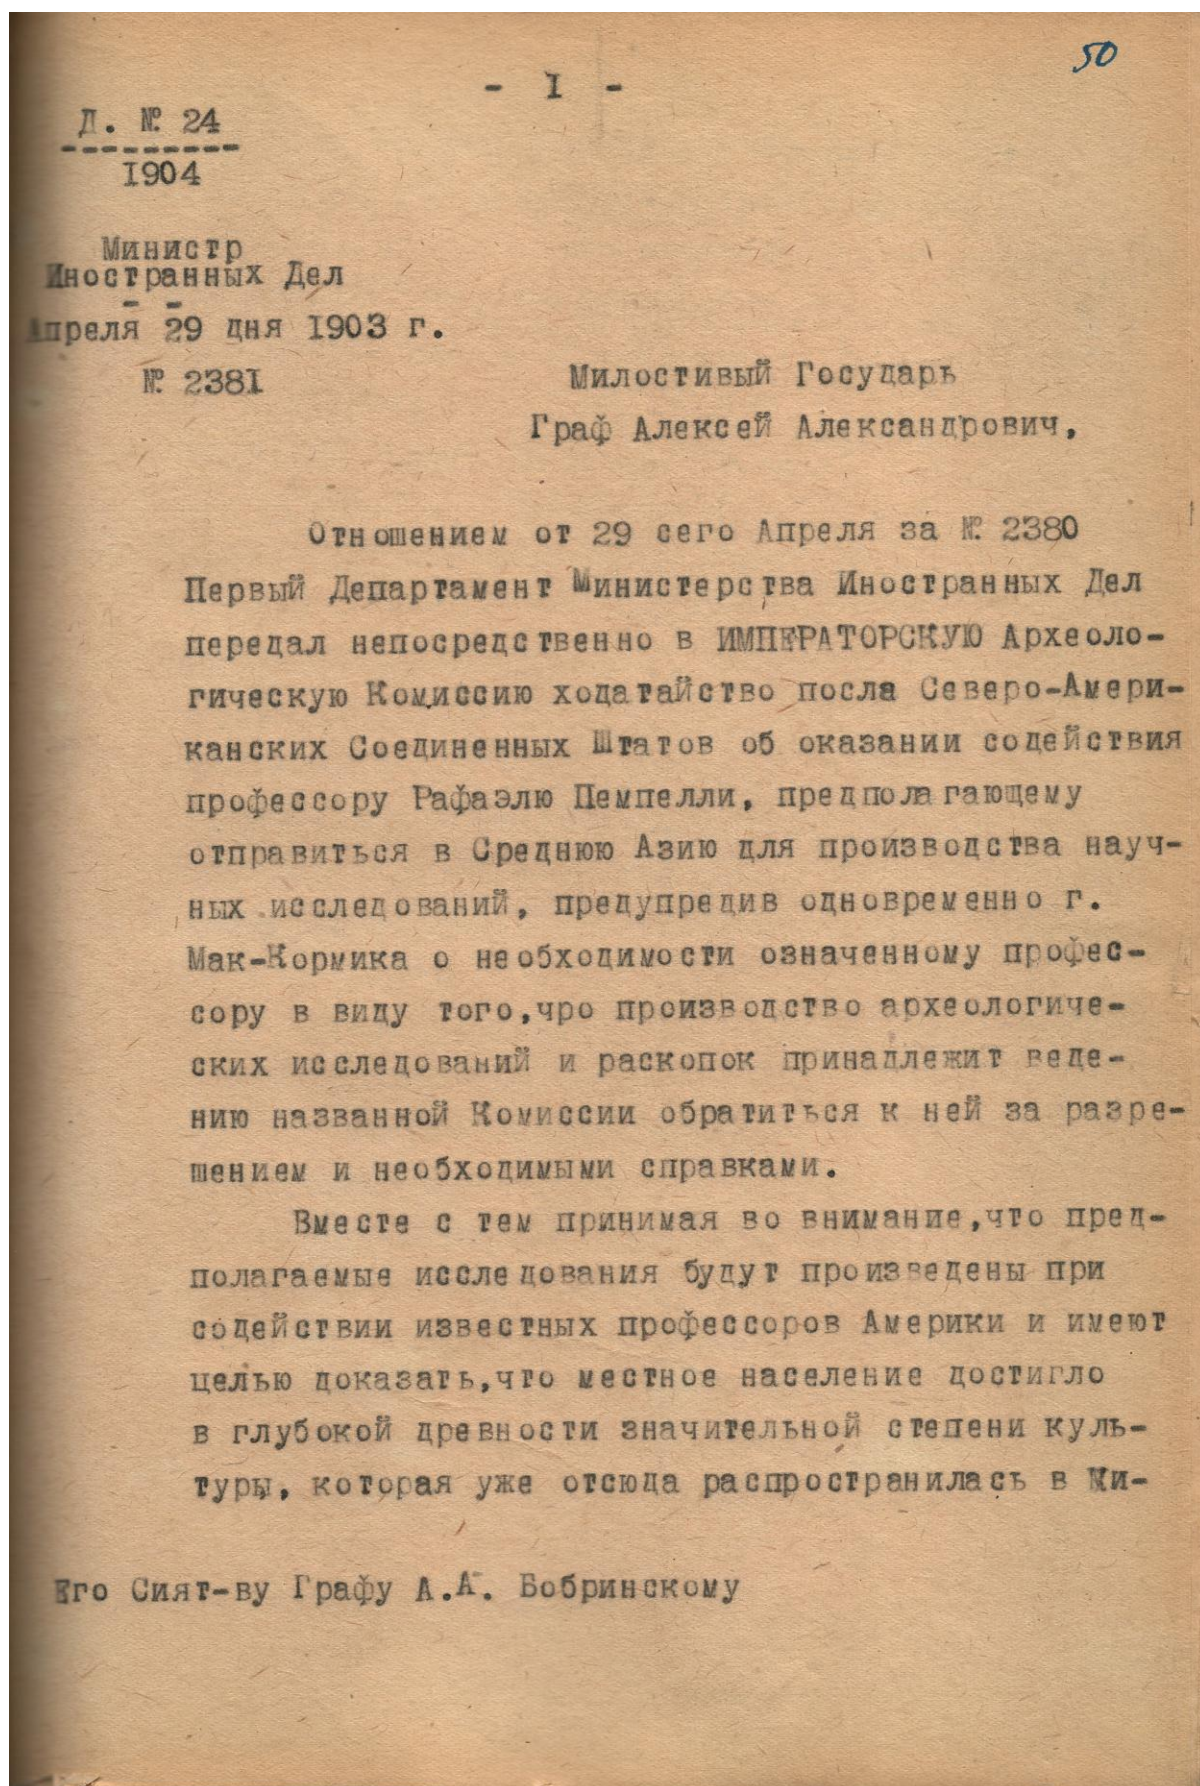 50
- I -
Д. №. 24
1904
Министр
Иностранных Дел
Апреля 29 дня 1903 г.
№. 2381
Милостивый Государь
Граф Алексей Александрович,
Отношением от 29 сего Апреля за №. 2380
Первый Департамент Министерства Иностранных Дел
передал непосредственно в ИМПЕРАТОРСКУЮ Археоло-
гическую Комиссию ходатайство посла Северо-Амери-
канских Соединенных Штатов об оказании содействия
профессору Рафаэлю Пемпелли, предполагающему
отправиться в Среднюю Азию для производства науч-
ных исследований, предупредив одновременно г.
Мак-Кормика о необходимости означенному профес-
сору в виду того,чро производство археологиче-
ских исследований и раскопок принадлежит веде-
нию названной Комиссии обратиться к ней за разре-
шением и необходимыми справками.
Вместе с тем принимая во внимание,что пред-
полагаемые исследования будут произведены при
содействии известных профессоров Америки и имеют
целью доказать,что местное население достигло
в глубокой древности значительной степени куль-
туры, которая уже отсюда распространилась в Ки-
Его Сият-ву Графу А.А. Бобринскому